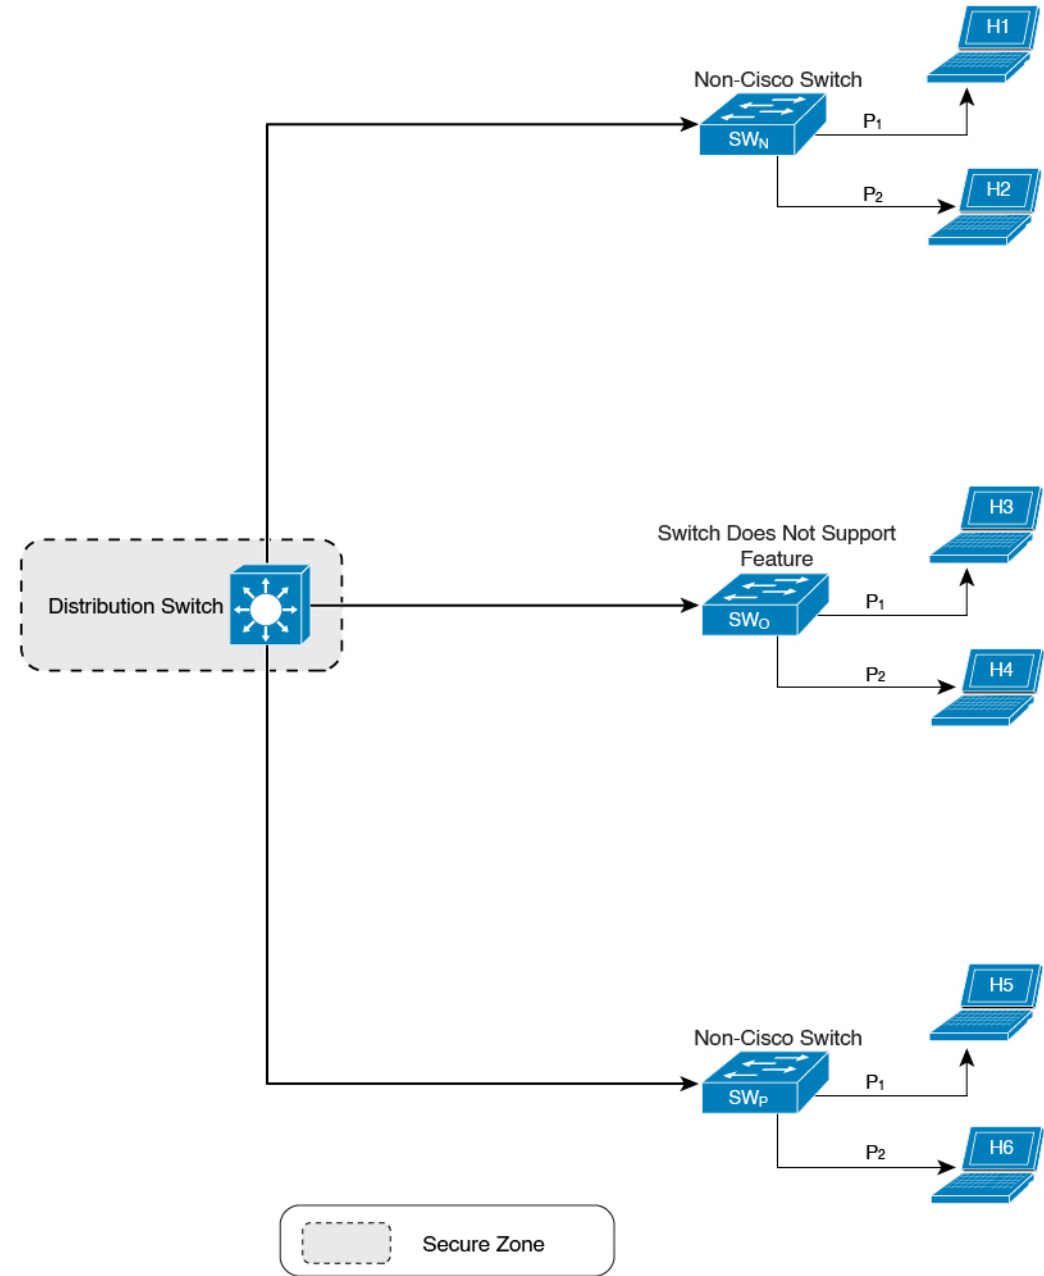 H1
Non-Cisco Switch
SWN
P1
H2
P2
H3
Switch Does Not Support
Feature
Distribution Switch
SWO
P1
H4
P2
H5
Non-Cisco Switch
SWP
P1
H6
P2
Secure Zone